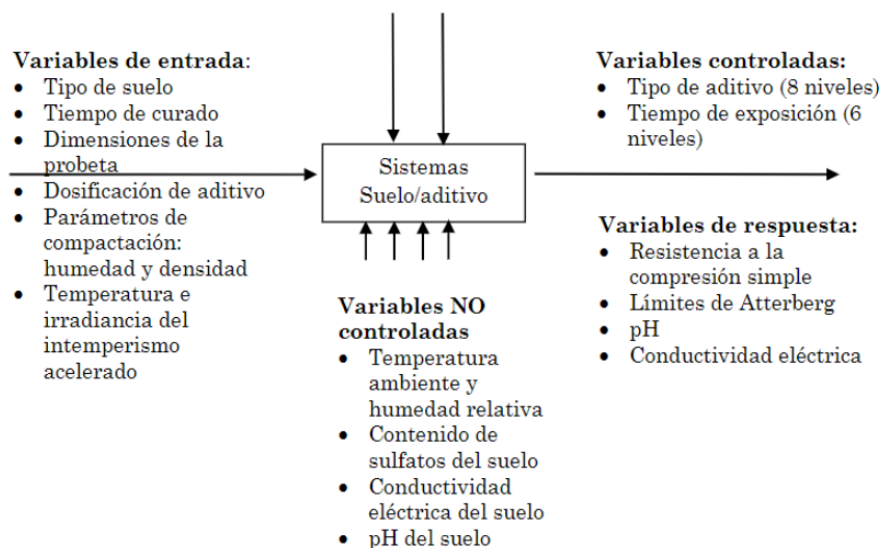 Variables de entrada:
• Tipo de suelo
• Tiempo de curado
• Dimensiones de la
probeta
• Dosificación de aditivo
• Parámetros de
compactación:
humedad y densidad
• Temperatura e
irradiancia del
intemperismo
acelerado
Sistemas
Suelo/aditivo
Variables NO
controladas
• Temperatura
ambiente y
humedad relativa
• Contenido de
sulfatos del suelo
• Conductividad
eléctrica del suelo
• pH del suelo
Variables controladas:
• Tipo de aditivo (8 niveles)
• Tiempo de exposición (6
niveles)
Variables de respuesta:
• Resistencia a la
compresión simple
• Límites de Atterberg
• pH
• Conductividad eléctrica